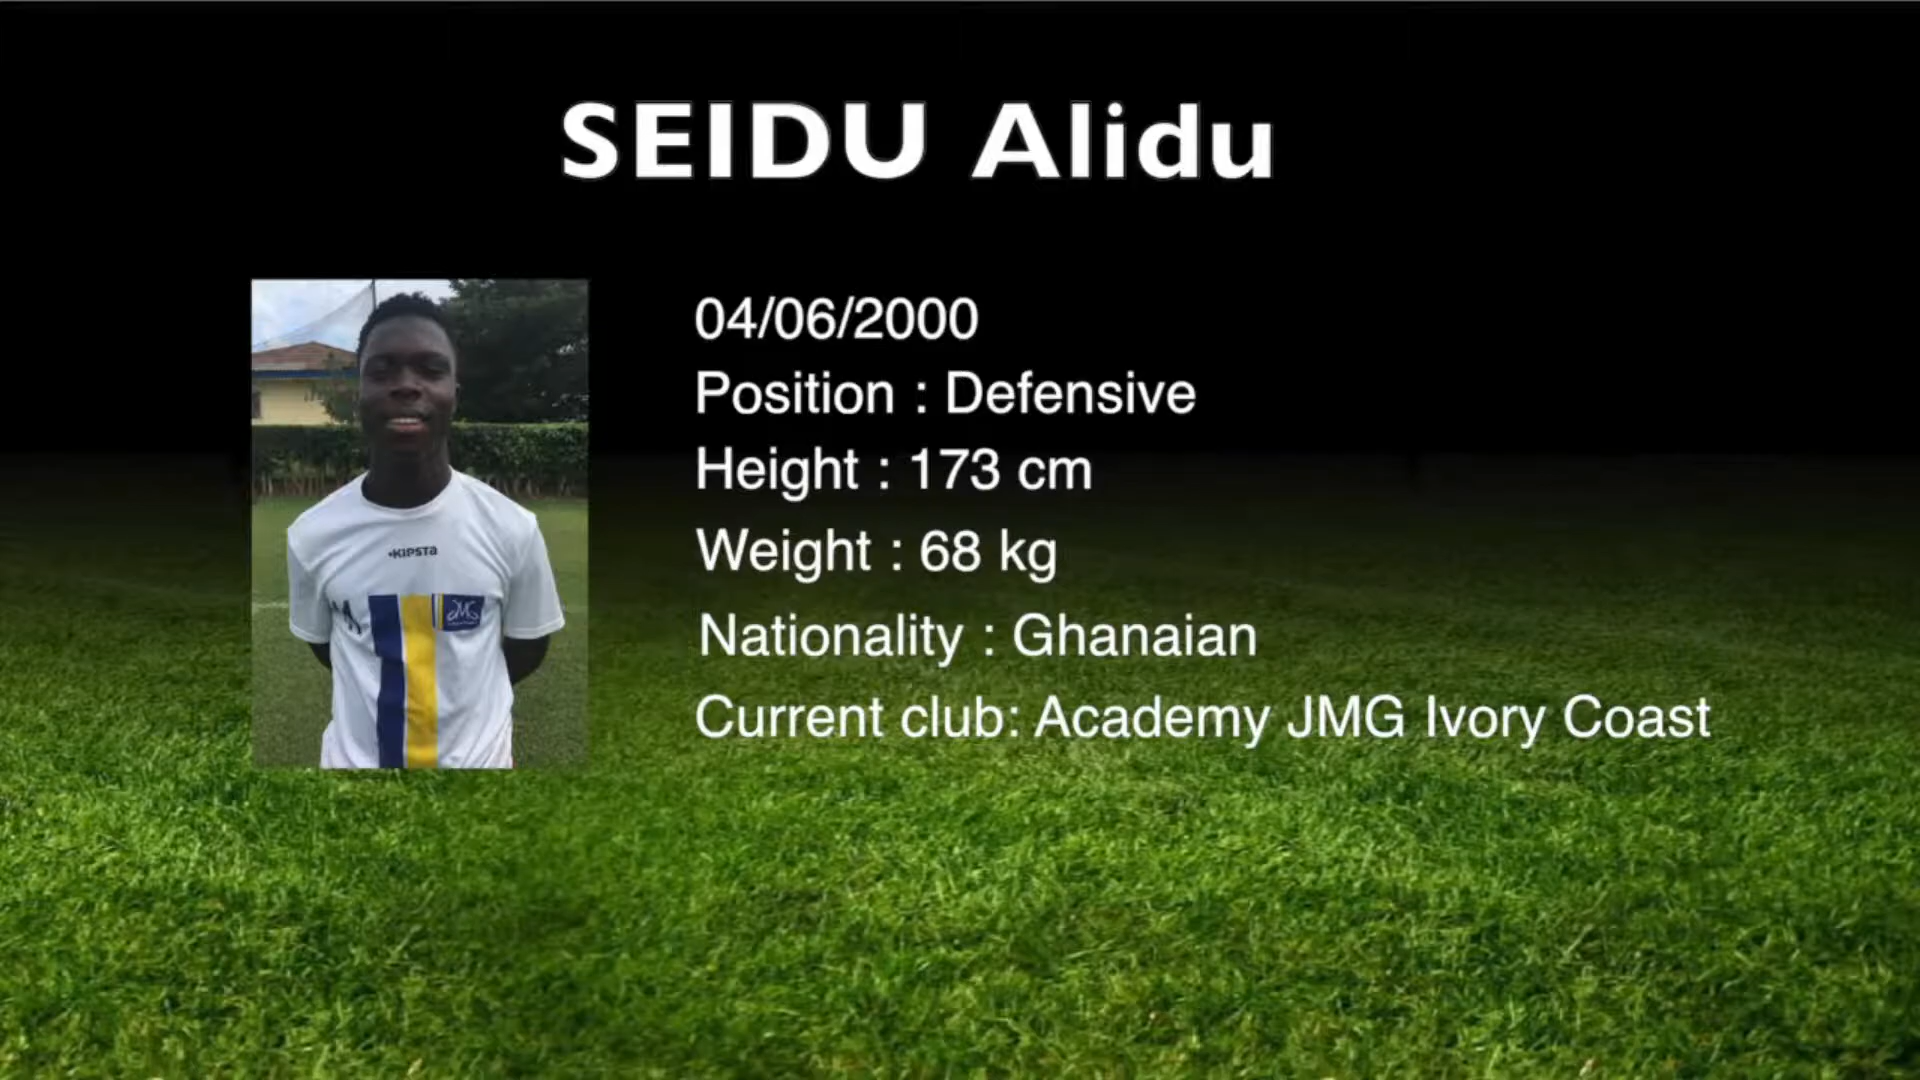 SEIDU Alidu
04/06/2000
Position : Defensive
Height : 173 cm
Weight : 68 kg
Nationality : Ghanaian
Current club: Academy JMG Ivory Coast
KIPSTA
JMG